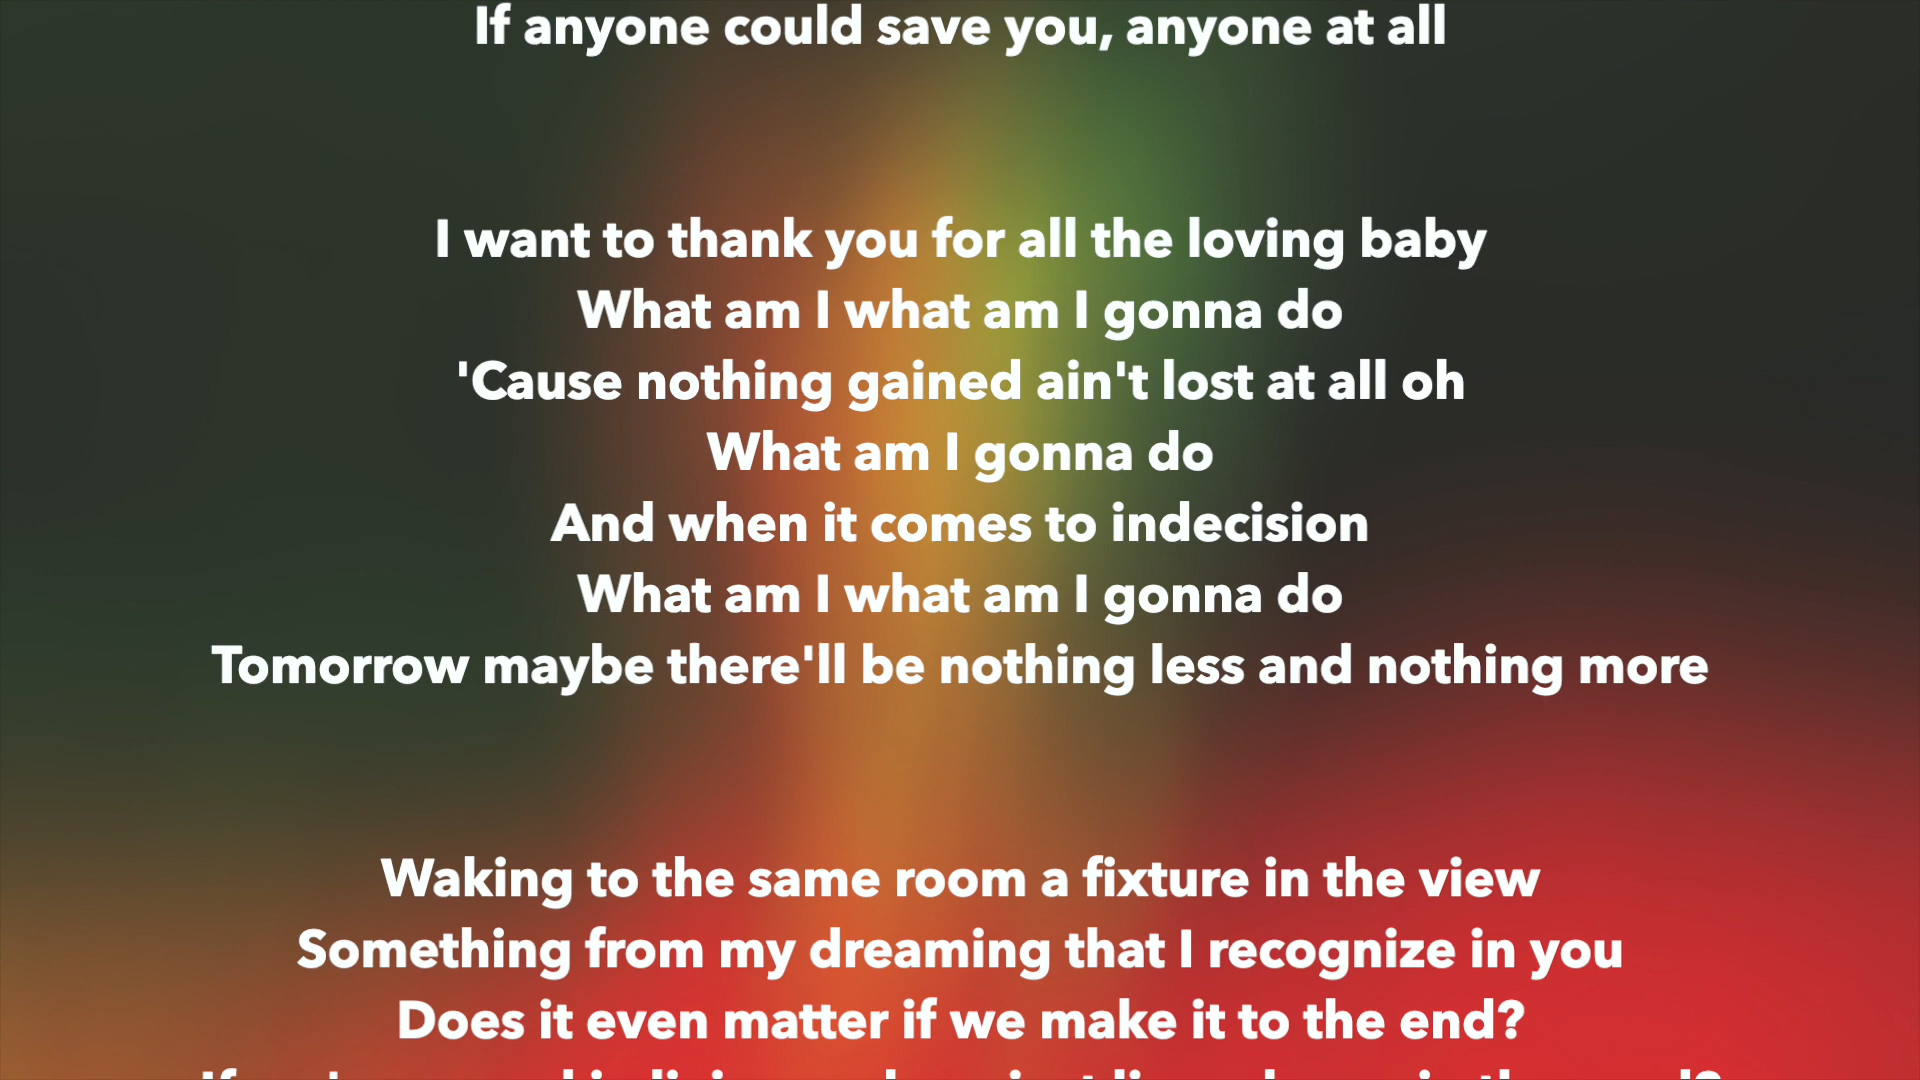 If anyone could save you, anyone at all
I want to thank you for all the loving baby
What am I what am I gonna do
'Cause nothing gained ain't lost at all oh
What am I gonna do
And when it comes to indecision
What am I what am I gonna do
Tomorrow maybe there'll be nothing less and nothing more
Waking to the same room a fixture in the view
Something from my dreaming that I recognize in you
Does it even matter if we make it to the end?